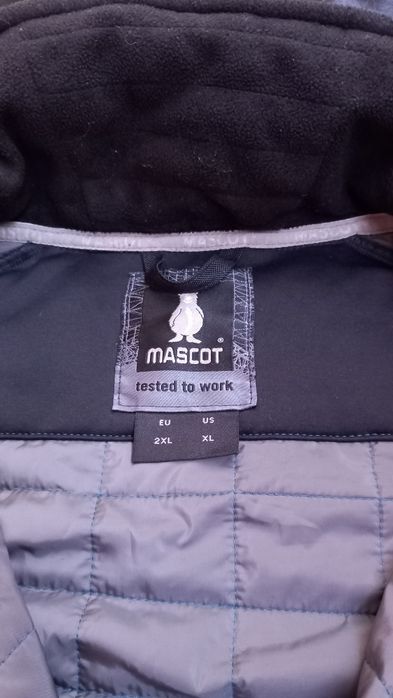 MASCOT
®
tested to work
EU US
2XL XL